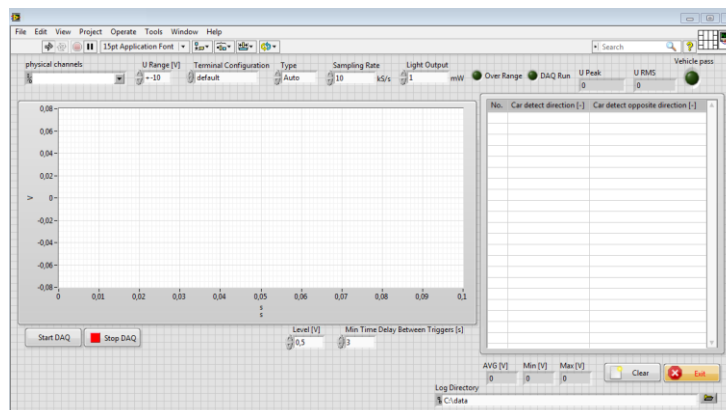 File Edit View Project Operate Tools Window Help
15pt Application Font
Search
physical channels U Range [V] Terminal Configuration Type Sampling Rate Light Output Vehicle pass
+-10 default Auto 10 kS/s 1 mW Over Range DAQ Run U Peak U RMS
0 0
No. Car detect direction [-] Car detect opposite direction [-]
0,08
0,06
0,04
0,02
V 0
-0,02
-0,04
-0,06
-0,08
0 0,01 0,02 0,03 0,04 0,05 0,06 0,07 0,08 0,09 0,1
s
s
Start DAQ Stop DAQ
Level [V] Min Time Delay Between Triggers [s]
0,5 3
AVG [V] Min [V] Max [V]
0 0 0
Clear Exit
Log Directory
C:\data